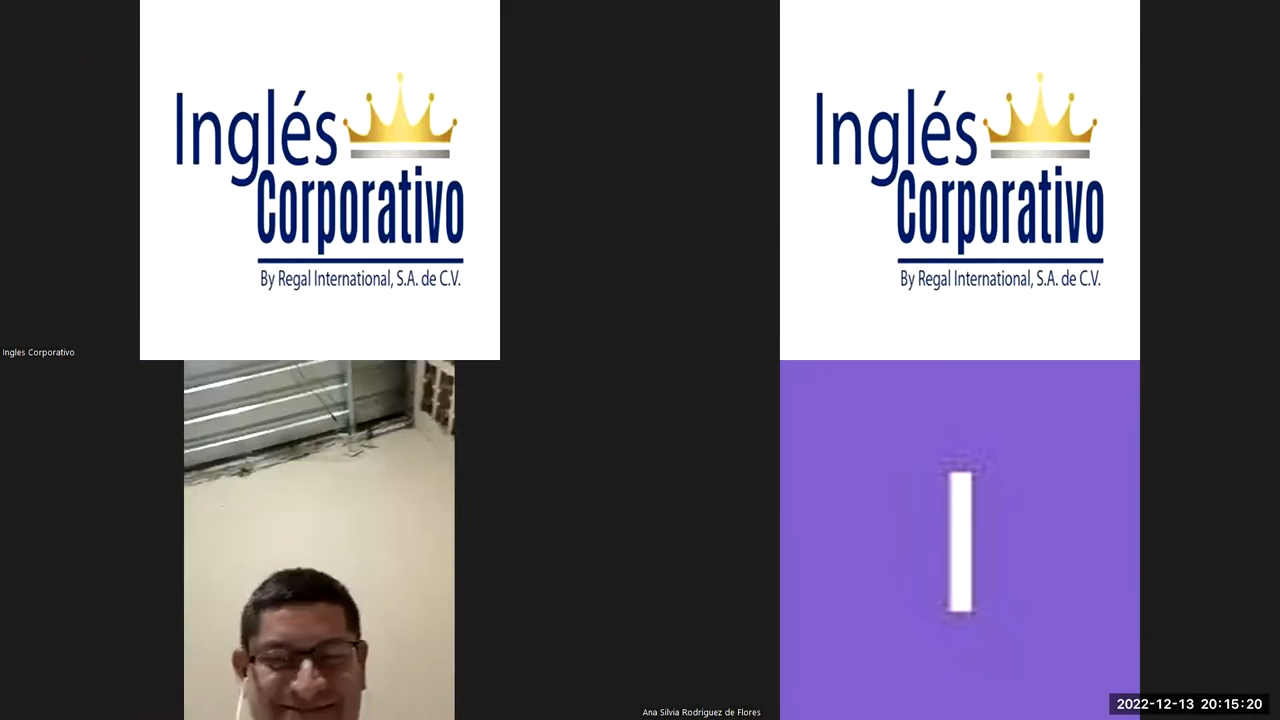 Inglés
Corporativo
By Regal International, S.A. de C.V.
Inglés
Corporativo
By Regal International, S.A. de C.V.
Ingles Corporativo
I
Ana Silvia Rodriguez de Flores
2022-12-13 20:15:20